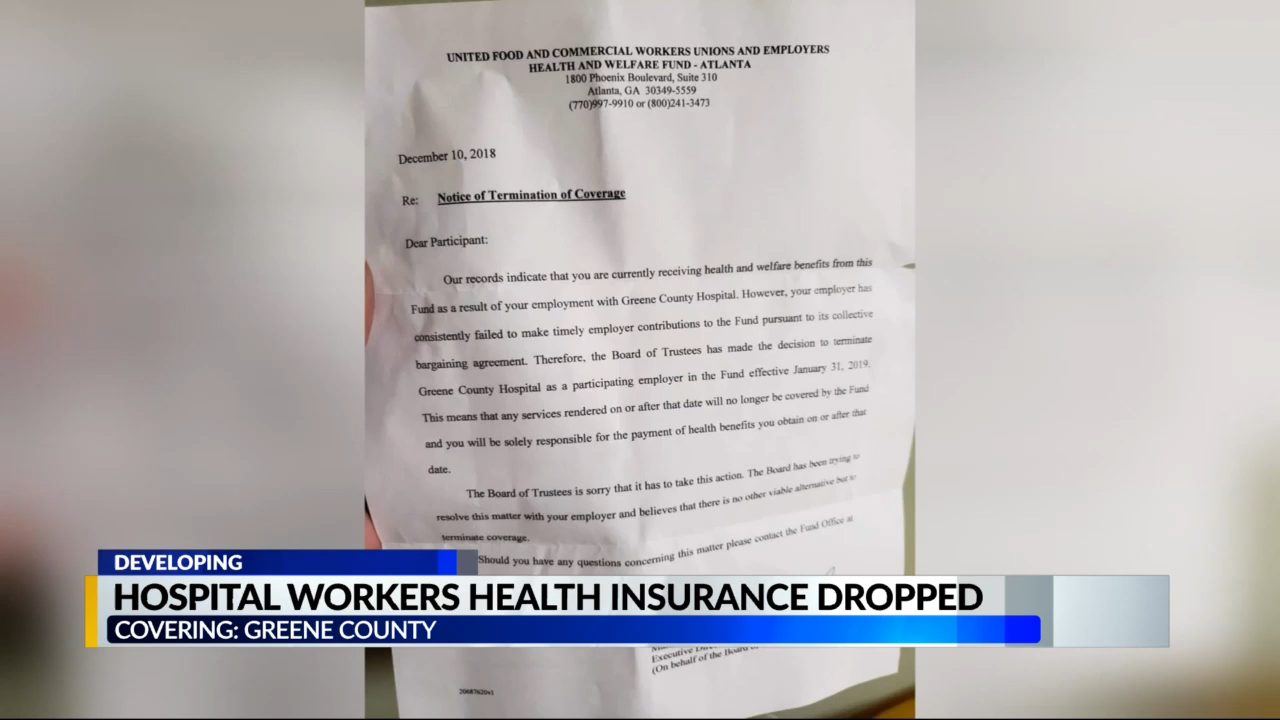 UNITED FOOD AND COMMERCIAL WORKERS UNIONS AND EMPLOYERS
HEALTH AND WELFARE FUND - ATLANTA
1800 Phoenix Boulevard, Suite 310
Atlanta, GA 30349-5559
(770)997-9910 or (800)241-3473
December 10, 2018
Re: Notice of Termination of Coverage
Dear Participant:
Our records indicate that you are currently receiving health and welfare benefits from this
Fund as a result of your employment with Greene County Hospital. However, your employer has
consistently failed to make timely employer contributions to the Fund pursuant to its collective
bargaining agreement. Therefore, the Board of Trustees has made the decision to terminate
Greene County Hospital as a participating employer in the Fund effective January 31, 2019.
This means that any services rendered on or after that date will no longer be covered by the Fund
and you will be solely responsible for the payment of health benefits you obtain on or after that
date.
The Board of Trustees is sorry that it has to take this action. The Board has been trying to
resolve this matter with your employer and believes that there is no other viable alternative but to
terminate coverage.
Should you have any questions concerning this matter please contact the Fund Office at
DEVELOPING
HOSPITAL WORKERS HEALTH INSURANCE DROPPED
COVERING: GREENE COUNTY
Executive
(On behalf of the Board
20687620v1